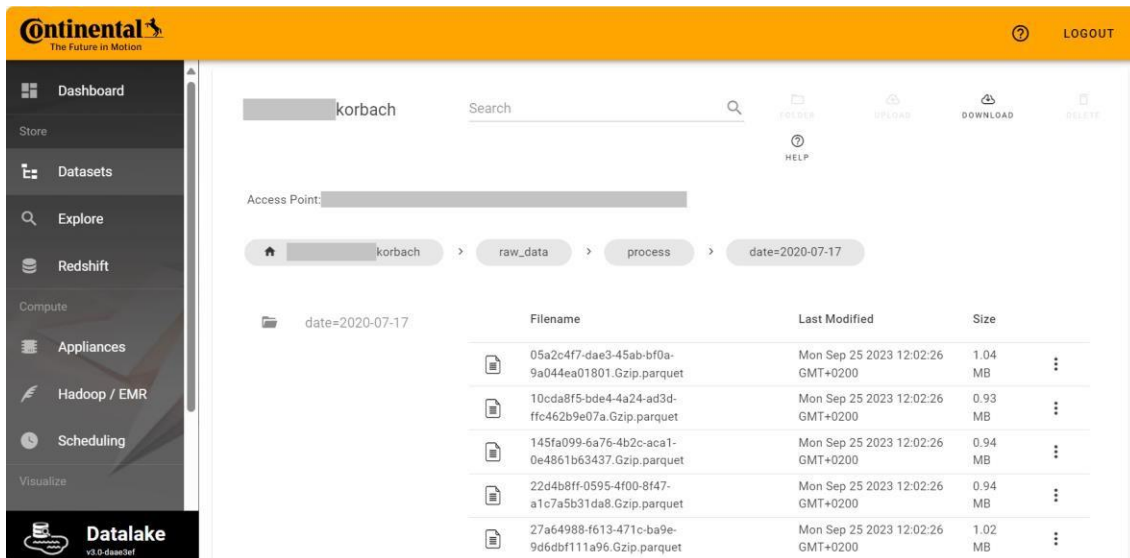 Continental
The Future in Motion
LOGOUT
Dashboard
Store
Datasets
Explore
Redshift
Compute
Appliances
Hadoop / EMR
Scheduling
Visualize
Datalake
v3.0-daae3ef
korbach
Search
FOLDER
UPLOAD
DOWNLOAD
DELETE
HELP
Access Point:
korbach > raw_data > process > date=2020-07-17
date=2020-07-17
Filename Last Modified Size
05a2c4f7-dae3-45ab-bf0a- Mon Sep 25 2023 12:02:26 1.04
9a044ea01801.Gzip.parquet GMT+0200 MB
10cda8f5-bde4-4a24-ad3d- Mon Sep 25 2023 12:02:26 0.93
ffc462b9e07a.Gzip.parquet GMT+0200 MB
145fa099-6a76-4b2c-aca1- Mon Sep 25 2023 12:02:26 0.94
0e4861b63437.Gzip.parquet GMT+0200 MB
22d4b8ff-0595-4f00-8f47- Mon Sep 25 2023 12:02:26 0.94
a1c7a5b31da8.Gzip.parquet GMT+0200 MB
27a64988-f613-471c-ba9e- Mon Sep 25 2023 12:02:26 1.02
9d6dbf111a96.Gzip.parquet GMT+0200 MB